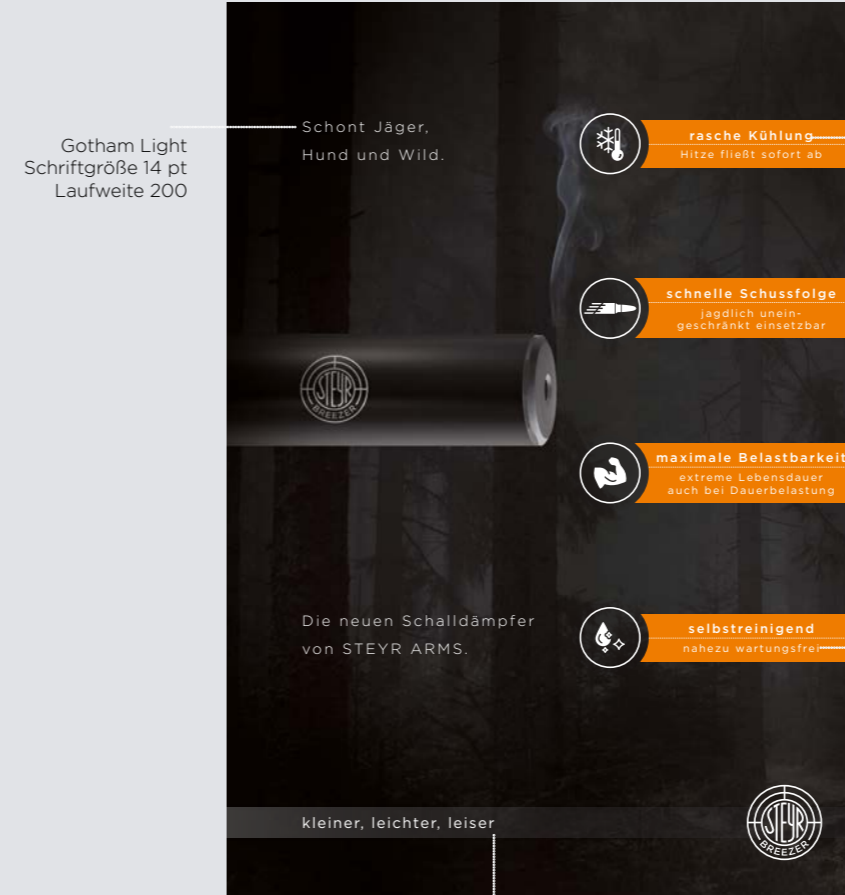 Gotham Light
Schriftgröße 14 pt
Laufweite 200
Schont Jäger,
Hund und Wild.
rasche Kühlung
Hitze fließt sofort ab
schnelle Schussfolge
jagdlich unein-
geschränkt einsetzbar
STEYR
BREEZER
maximale Belastbarkeit
extreme Lebensdauer
auch bei Dauerbelastung
Die neuen Schalldämpfer
von STEYR ARMS.
selbstreinigend
nahezu wartungsfrei
kleiner, leichter, leiser
STEYR
BREEZER